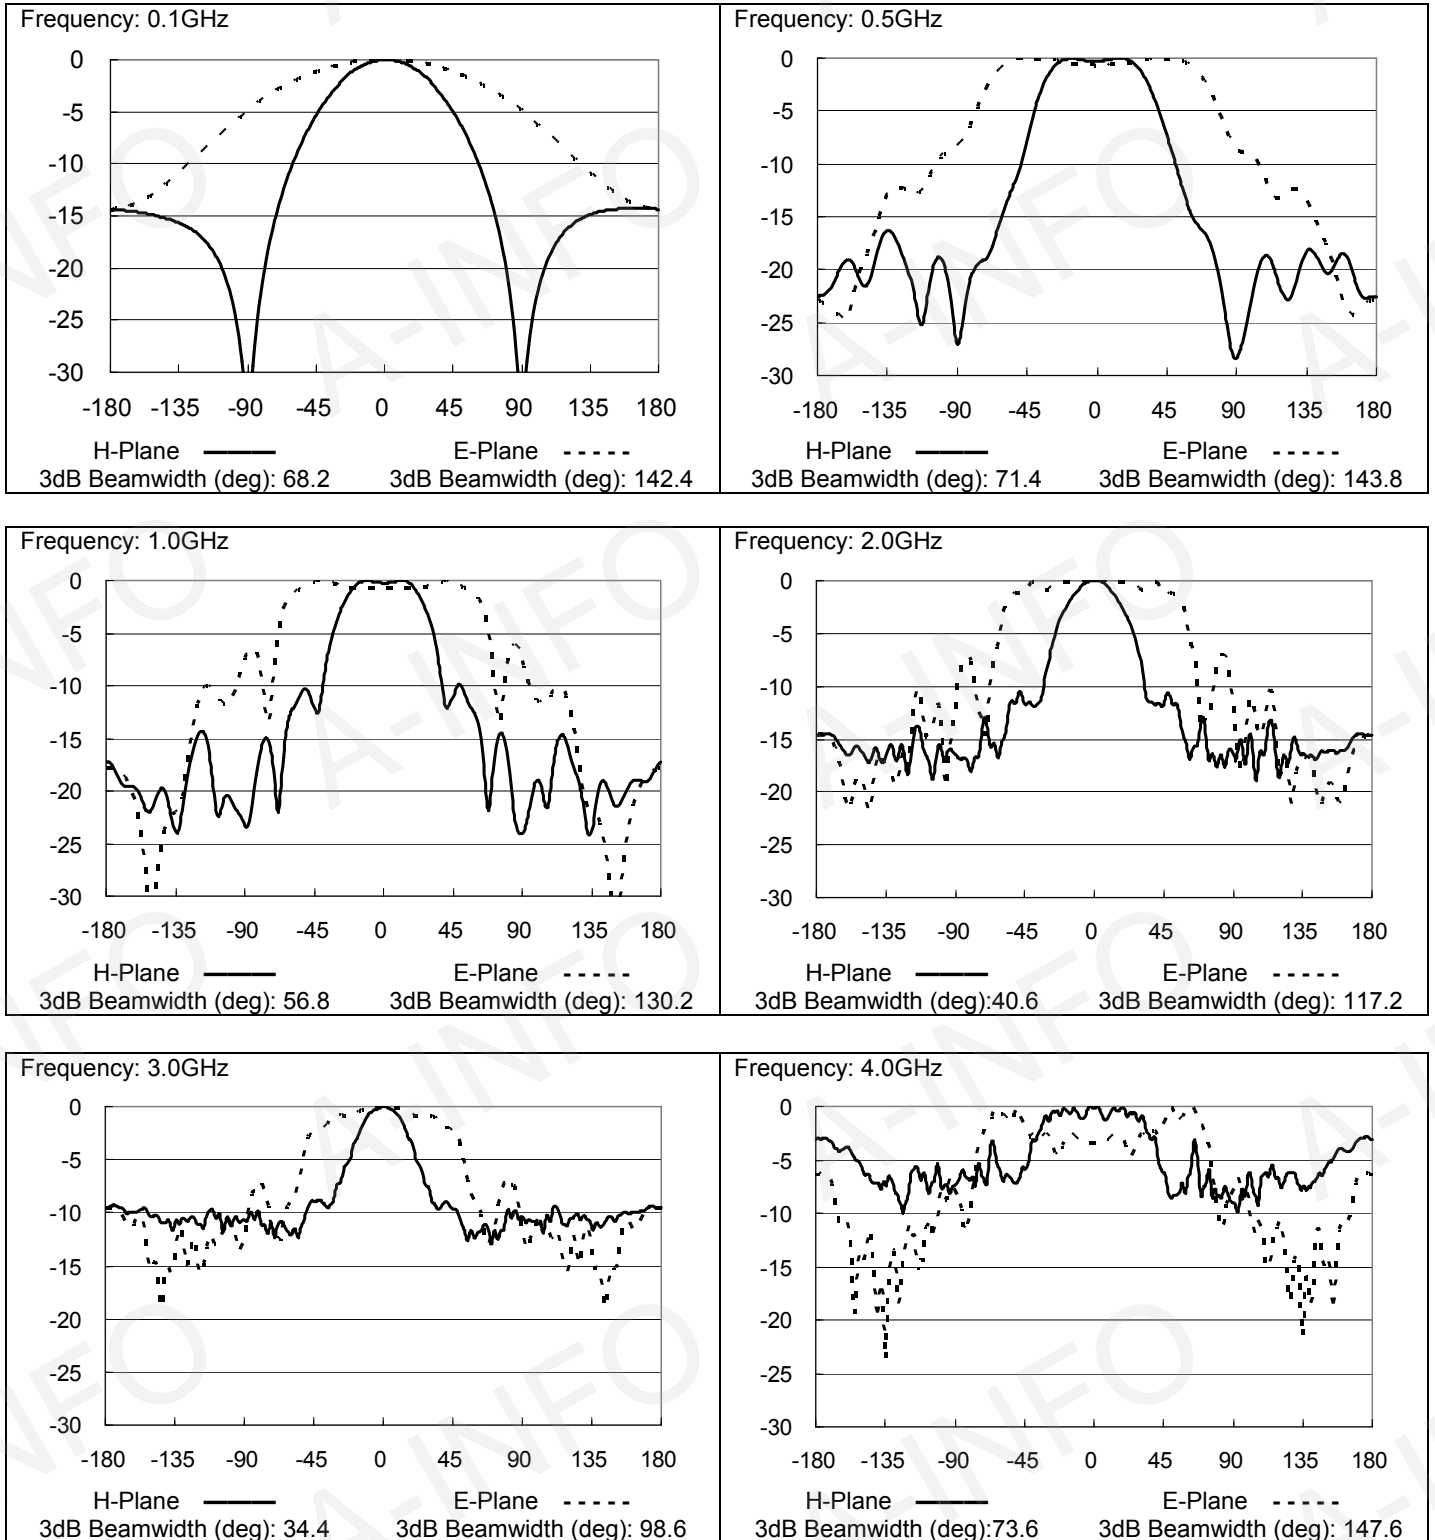 Frequency: 0.1GHz
0
-5
-10
-15
-20
-25
-30
-180 -135 -90 -45 0 45 90 135 180
H-Plane E-Plane
3dB Beamwidth (deg): 68.2 3dB Beamwidth (deg): 142.4
Frequency: 0.5GHz
0
-5
-10
-15
-20
-25
-30
-180 -135 -90 -45 0 45 90 135 180
H-Plane E-Plane
3dB Beamwidth (deg): 71.4 3dB Beamwidth (deg): 143.8
Frequency: 1.0GHz
0
-5
-10
-15
-20
-25
-30
-180 -135 -90 -45 0 45 90 135 180
H-Plane E-Plane
3dB Beamwidth (deg): 56.8 3dB Beamwidth (deg): 130.2
Frequency: 2.0GHz
0
-5
-10
-15
-20
-25
-30
-180 -135 -90 -45 0 45 90 135 180
H-Plane E-Plane
3dB Beamwidth (deg):40.6 3dB Beamwidth (deg): 117.2
Frequency: 3.0GHz
0
-5
-10
-15
-20
-25
-30
-180 -135 -90 -45 0 45 90 135 180
H-Plane E-Plane
3dB Beamwidth (deg): 34.4 3dB Beamwidth (deg): 98.6
Frequency: 4.0GHz
0
-5
-10
-15
-20
-25
-30
-180 -135 -90 -45 0 45 90 135 180
H-Plane E-Plane
3dB Beamwidth (deg):73.6 3dB Beamwidth (deg): 147.6
A-INFO
A-INFO
A-INFO
A-INFO
A-INFO
A-INFO